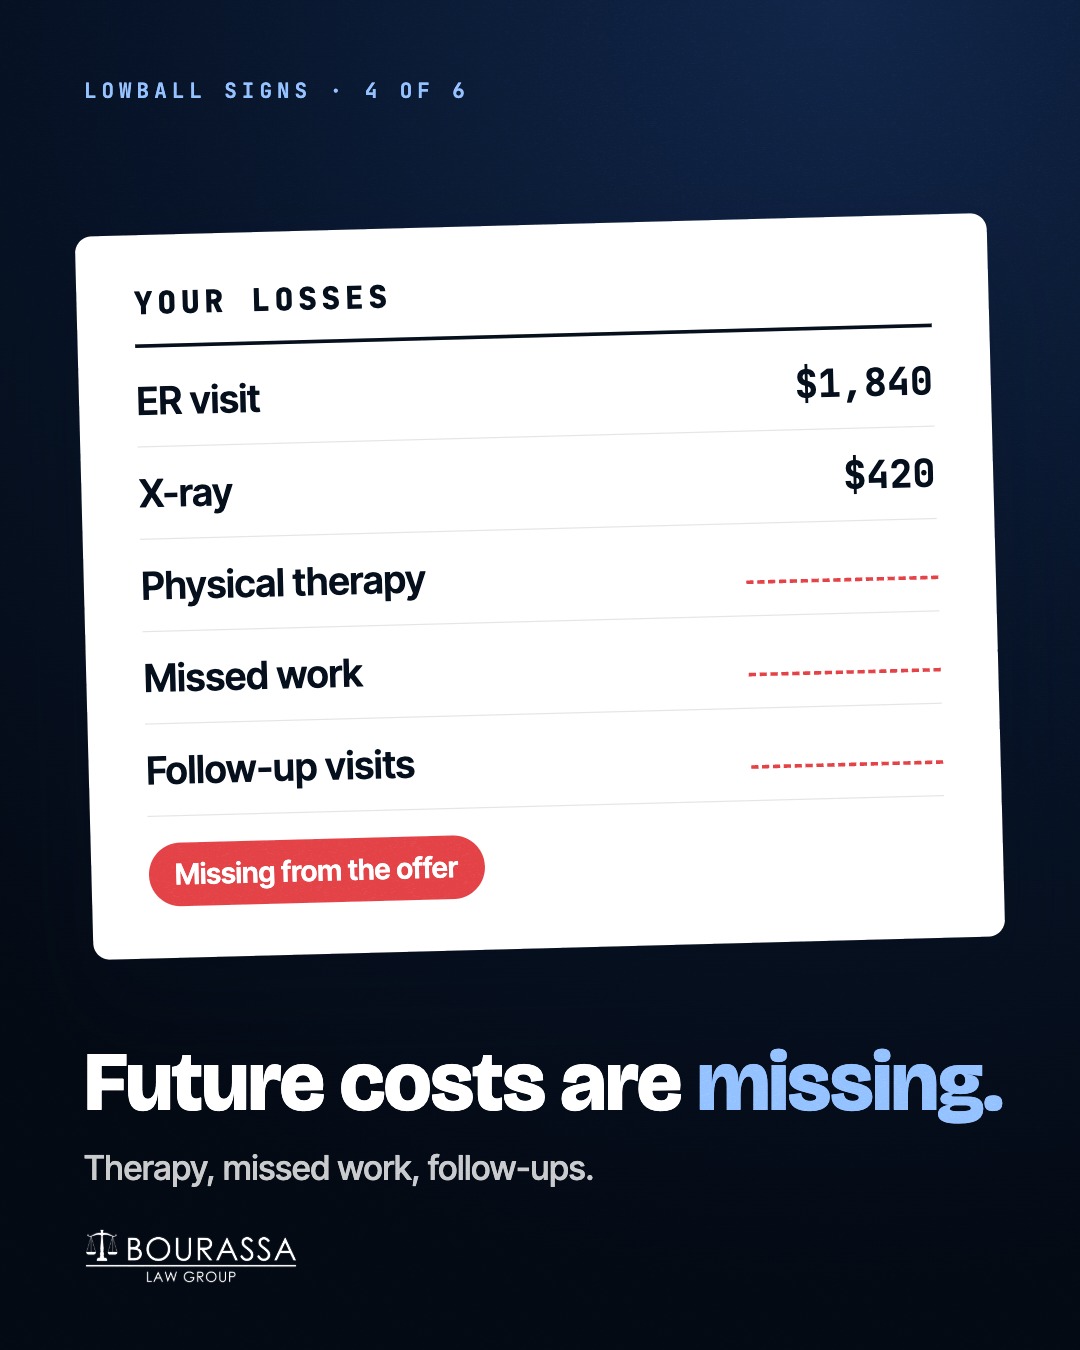 LOWBALL SIGNS · 4 OF 6
YOUR LOSSES
ER visit $1,840
X-ray $420
Physical therapy
Missed work
Follow-up visits
Missing from the offer
Future costs are missing.
Therapy, missed work, follow-ups.
BOURASSA
LAW GROUP